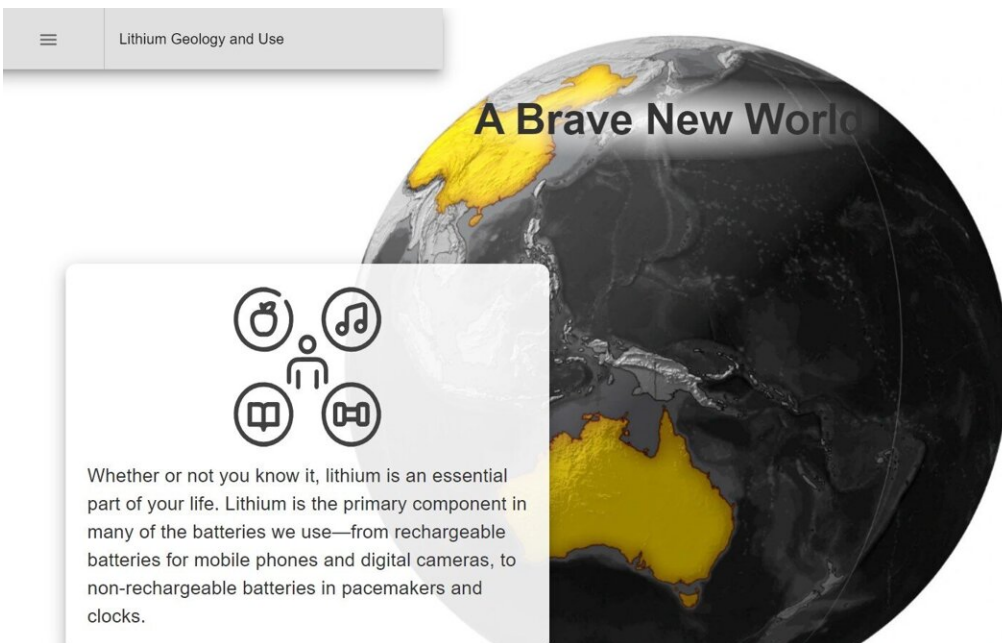 Lithium Geology and Use
A Brave New World
Whether or not you know it, lithium is an essential
part of your life. Lithium is the primary component in
many of the batteries we use—from rechargeable
batteries for mobile phones and digital cameras, to
non-rechargeable batteries in pacemakers and
clocks.